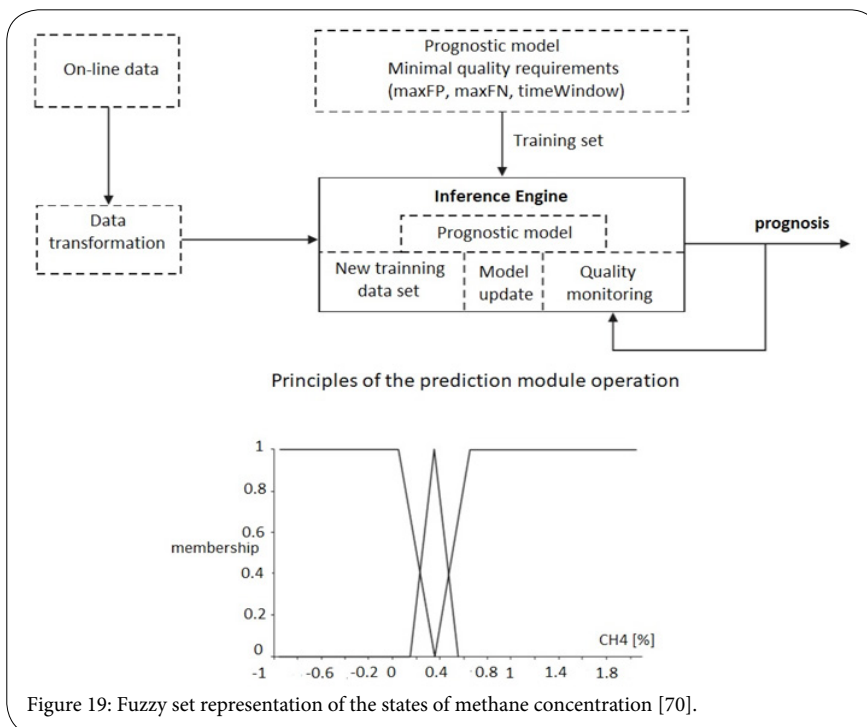 On-line data
Prognostic model
Minimal quality requirements
(maxFP, maxFN, timeWindow)
Training set
Data
transformation
Inference Engine
Prognostic model
New trainning
data set
Model
update
Quality
monitoring
prognosis
Principles of the prediction module operation
1
0.8
0.6
membership
0.4
0.2
0
CH4 [%]
-1 -0.6 -0.2 0 0.4 0.8 1 1.4 1.8
Figure 19: Fuzzy set representation of the states of methane concentration [70].